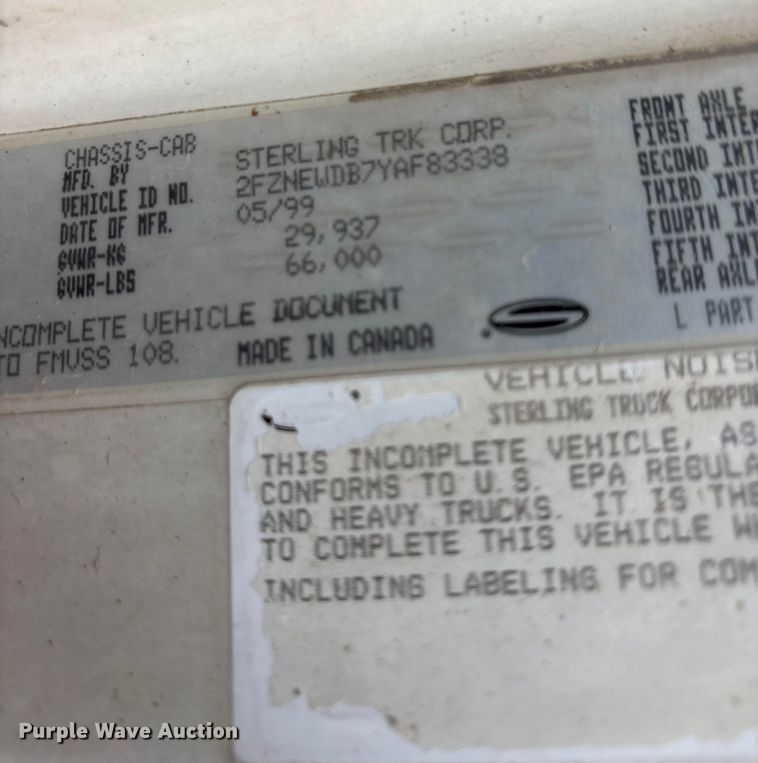 CHASSIS-CAB
MFD. BY STERLING TRK CORP.
VEHICLE ID NO. 2FZNEWDB7YAF83338
DATE OF MFR. 05/99
GVWR-KG 29,937
GVWR-LBS 66,000
FRONT AXLE
FIRST INTER
SECOND INT
THIRD INTE
FOURTH IN
FIFTH INT
REAR AXL
NCOMPLETE VEHICLE DOCUMENT
TO FMVSS 108. MADE IN CANADA
L PART
VEHICLE NOISE
STERLING TRUCK CORPO
THIS INCOMPLETE VEHICLE, AS
CONFORMS TO U.S. EPA REGULA
AND HEAVY TRUCKS. IT IS THE
TO COMPLETE THIS VEHICLE W
INCLUDING LABELING FOR COM
Purple Wave Auction